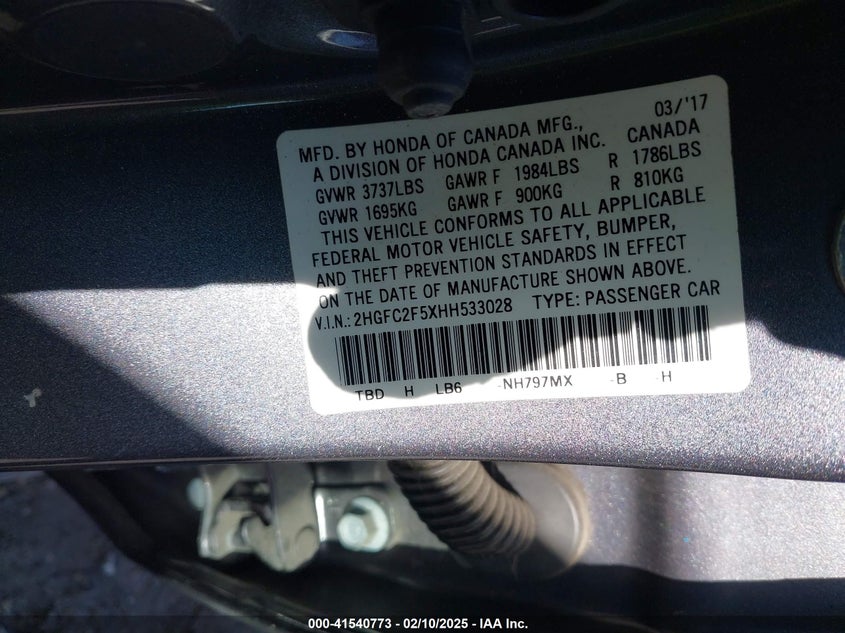 03/'17
MFD. BY HONDA OF CANADA MFG.,
A DIVISION OF HONDA CANADA INC. CANADA
GVWR 3737LBS GAWR F 1984LBS R 1786LBS
GVWR 1695KG GAWR F 900KG R 810KG
THIS VEHICLE CONFORMS TO ALL APPLICABLE
FEDERAL MOTOR VEHICLE SAFETY, BUMPER,
AND THEFT PREVENTION STANDARDS IN EFFECT
ON THE DATE OF MANUFACTURE SHOWN ABOVE.
V.I.N.: 2HGFC2F5XHH533028 TYPE: PASSENGER CAR
TBD H LB6 -NH797MX -B -H
000-41540773 — 02/10/2025 — IAA Inc.